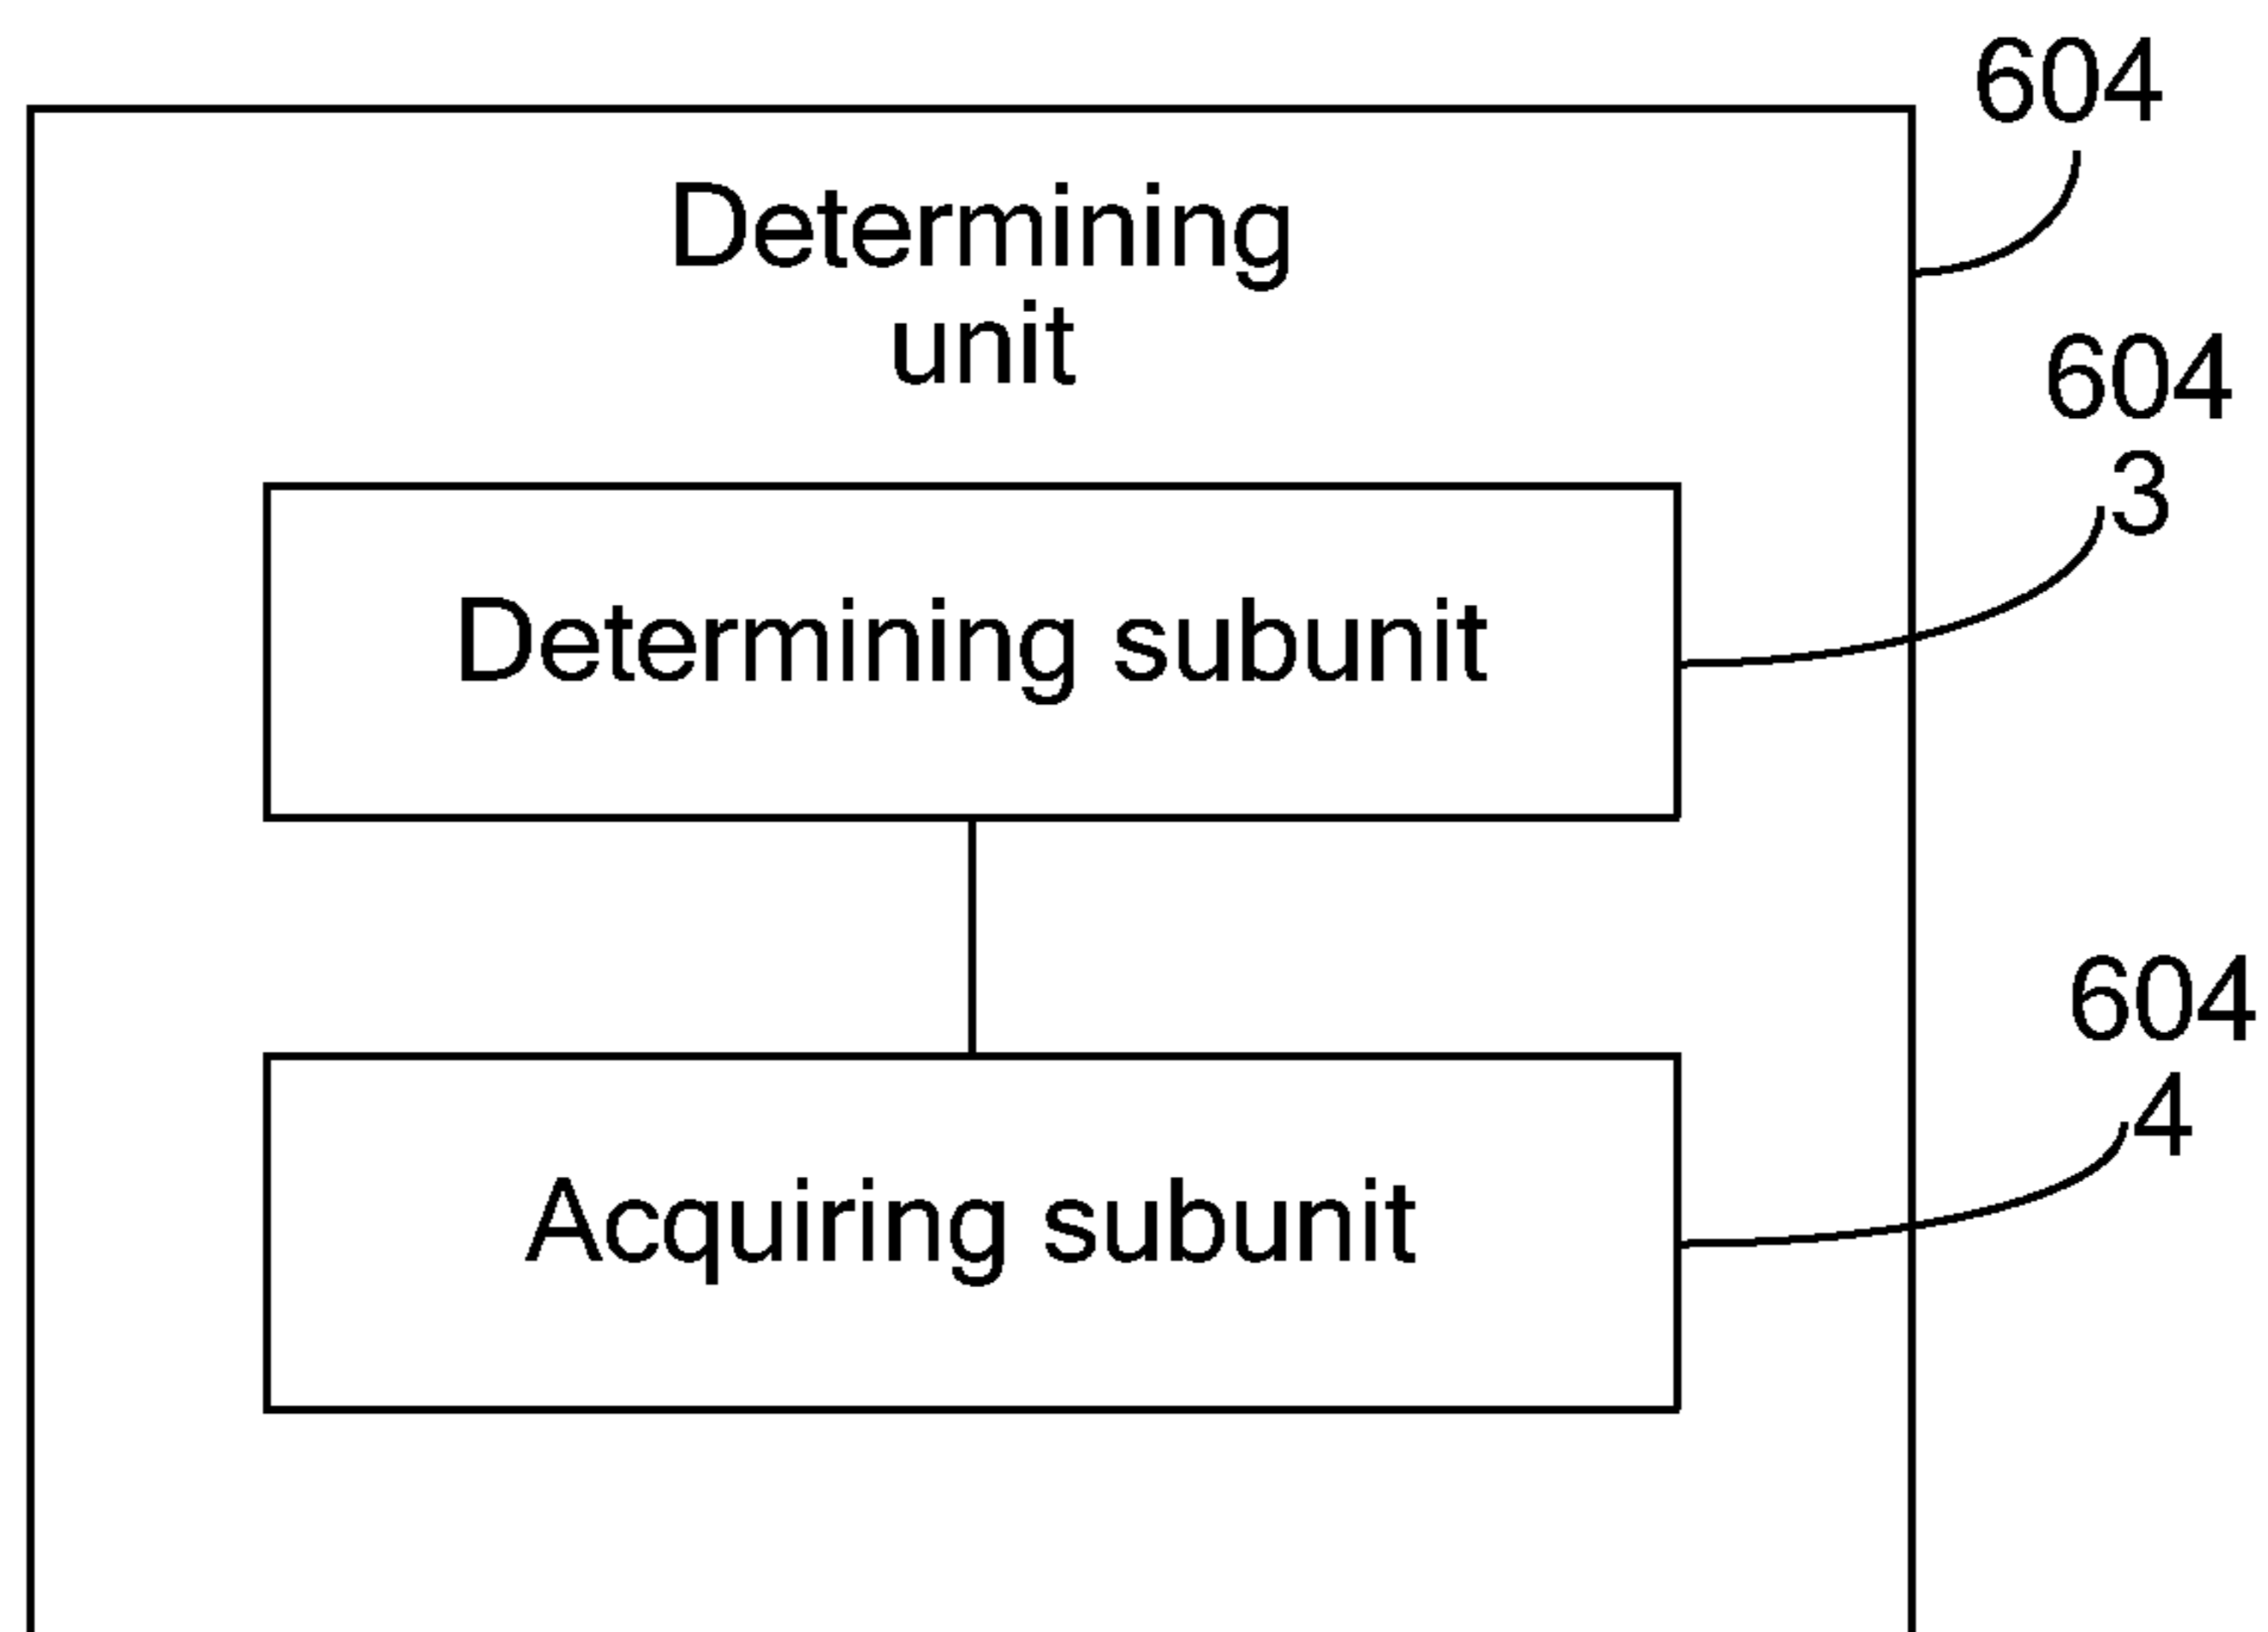 604
Determining
unit
604
3
Determining subunit
604
4
Acquiring subunit